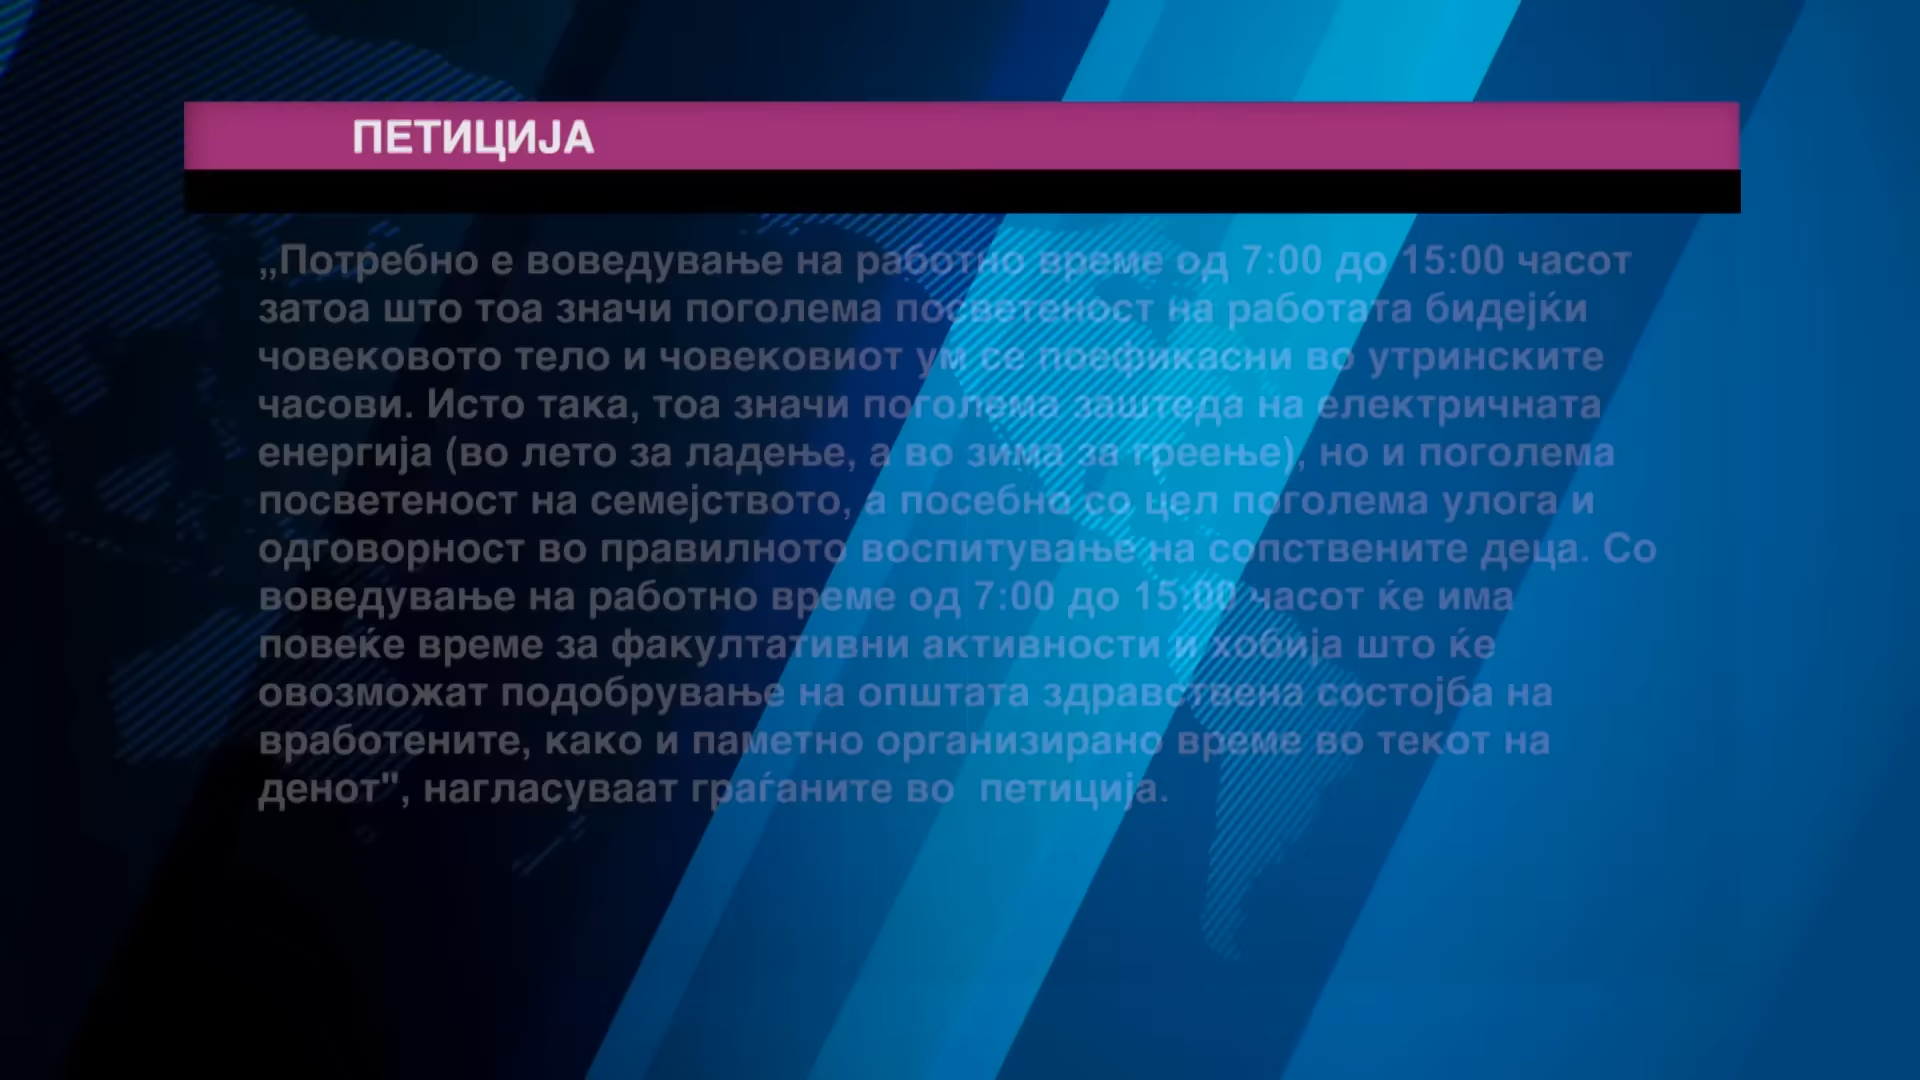 ПЕТИЦИЈА
„Потребно е воведување на работно време од 7:00 до 15:00 часот
затоа што тоа значи поголема посветеност на работата бидејќи
човековото тело и човековиот ум се поефикасни во утринските
часови. Исто така, тоа значи поголема заштеда на електричната
енергија (во лето за ладење, а во зима за греење), но и поголема
посветеност на семејството, а посебно со цел поголема улога и
одговорност во правилното воспитување на сопствените деца. Со
воведување на работно време од 7:00 до 15:00 часот ќе има
повеќе време за факултативни активности и хобија што ќе
овозможат подобрување на општата здравствена состојба на
вработените, како и паметно организирано време во текот на
денот", нагласуваат граѓаните во  петиција.